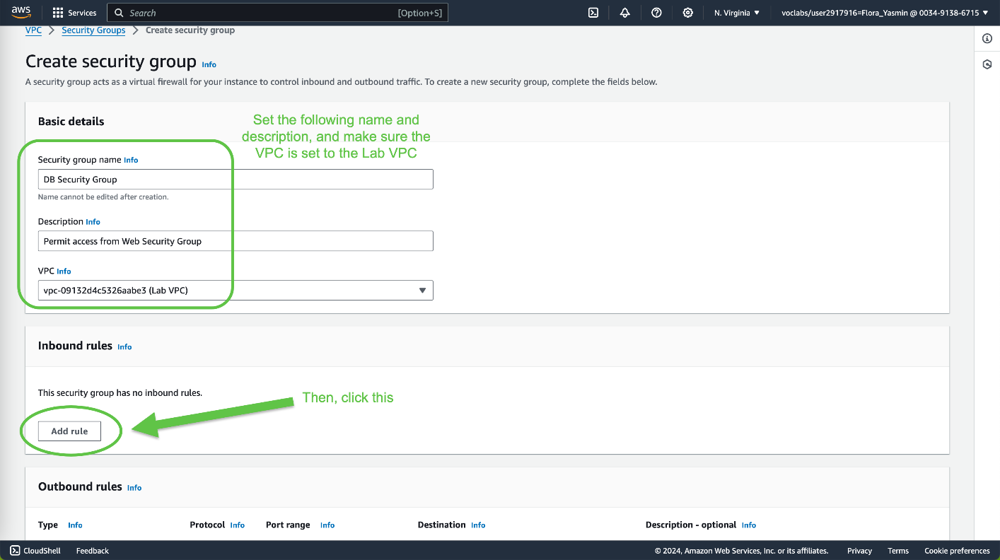 aws
Services
Search
[Option+S]
N. Virginia
voclabs/user2917916=Flora_Yasmin @ 0034-9138-6715
VPC
Security Groups
Create security group
Create security group Info
A security group acts as a virtual firewall for your instance to control inbound and outbound traffic. To create a new security group, complete the fields below.
Basic details
Set the following name and
description, and make sure the
VPC is set to the Lab VPC
Security group name Info
DB Security Group
Name cannot be edited after creation.
Description Info
Permit access from Web Security Group
VPC Info
vpc-09132d4c5326aabe3 (Lab VPC)
Inbound rules Info
This security group has no inbound rules.
Then, click this
Add rule
Outbound rules Info
Type Info
Protocol Info
Port range Info
Destination Info
Description - optional Info
CloudShell
Feedback
© 2024, Amazon Web Services, Inc. or its affiliates.
Privacy
Terms
Cookie preferences